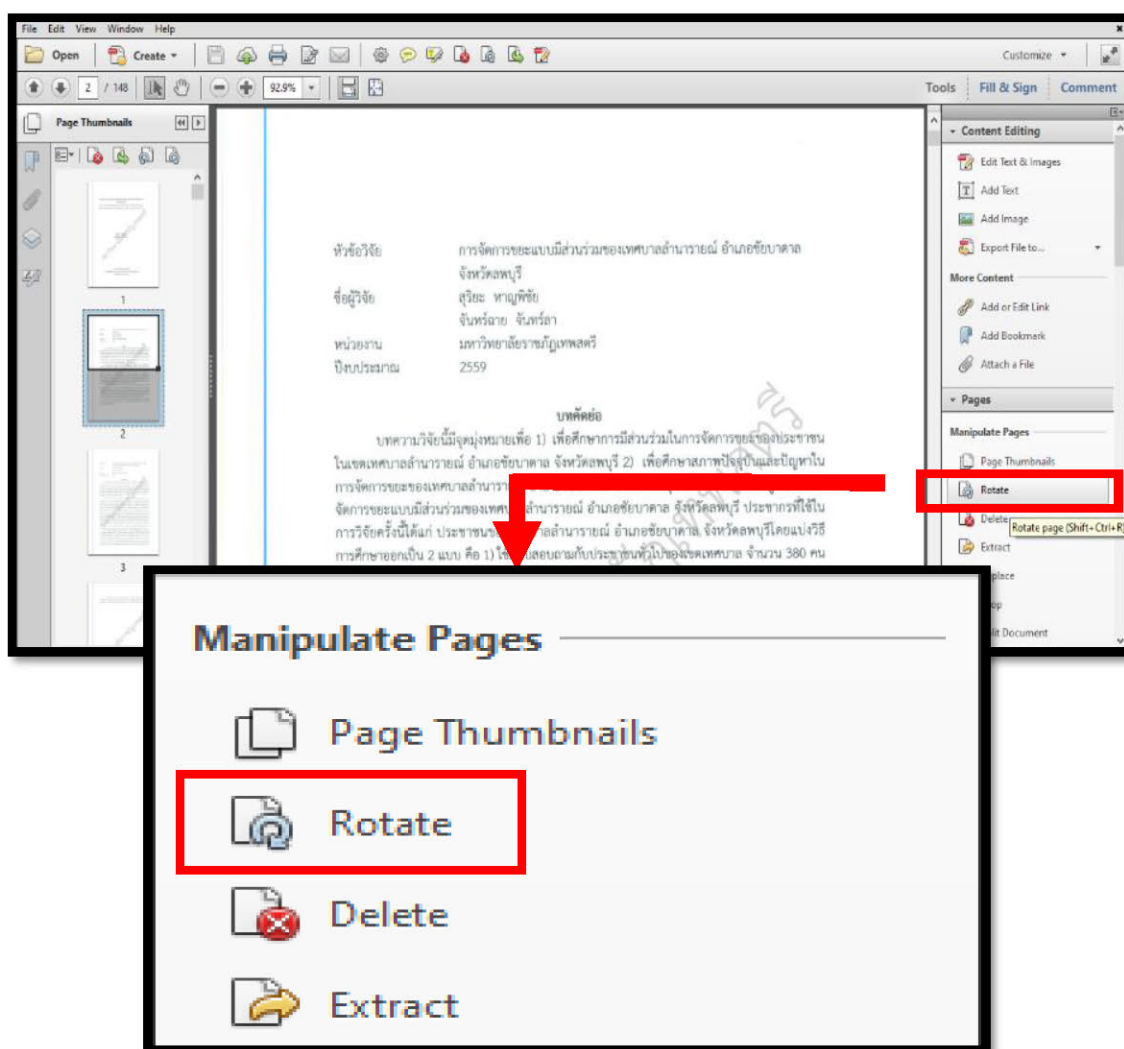 File Edit View Window Help
Open Create Customize
2 / 148 92.9% Tools Fill & Sign Comment
Page Thumbnails
1
2
3
หัวข้อวิจัย การจัดการขยะแบบมีส่วนร่วมของเทศบาลลำนารายณ์ อำเภอชัยบาดาล
จังหวัดลพบุรี
ชื่อผู้วิจัย สุริยะ หาญพิชัย
จันทร์ฉาย จันทร์ลา
หน่วยงาน มหาวิทยาลัยราชภัฏเทพสตรี
ปีงบประมาณ 2559
บทคัดย่อ
บทความวิจัยนี้มีจุดมุ่งหมายเพื่อ 1) เพื่อศึกษาการมีส่วนร่วมในการจัดการขยะของประชาชน
ในเขตเทศบาลลำนารายณ์ อำเภอชัยบาดาล จังหวัดลพบุรี 2) เพื่อศึกษาสภาพปัจจุบันและปัญหาใน
การจัดการขยะของเทศบาลลำนารา
จัดการขยะแบบมีส่วนร่วมของเทศ ลำนารายณ์ อำเภอชัยบาดาล จังหวัดลพบุรี ประชากรที่ใช้ใน
การวิจัยครั้งนี้ได้แก่ ประชาชน ลำนารายณ์ อำเภอชัยบาดาล จังหวัดลพบุรีโดยแบ่งวิธี
การศึกษาออกเป็น 2 แบบ คือ 1) ใช้ สอบถามกับประชาชนทั่วไปของเขตเทศบาล จำนวน 380 คน
Content Editing
Edit Text & Images
Add Text
Add Image
Export File to...
More Content
Add or Edit Link
Add Bookmark
Attach a File
Pages
Manipulate Pages
Page Thumbnails
Rotate
Delete
Rotate page (Shift+Ctrl+R)
Extract
place
op
lit Document
Manipulate Pages
Page Thumbnails
Rotate
Delete
Extract